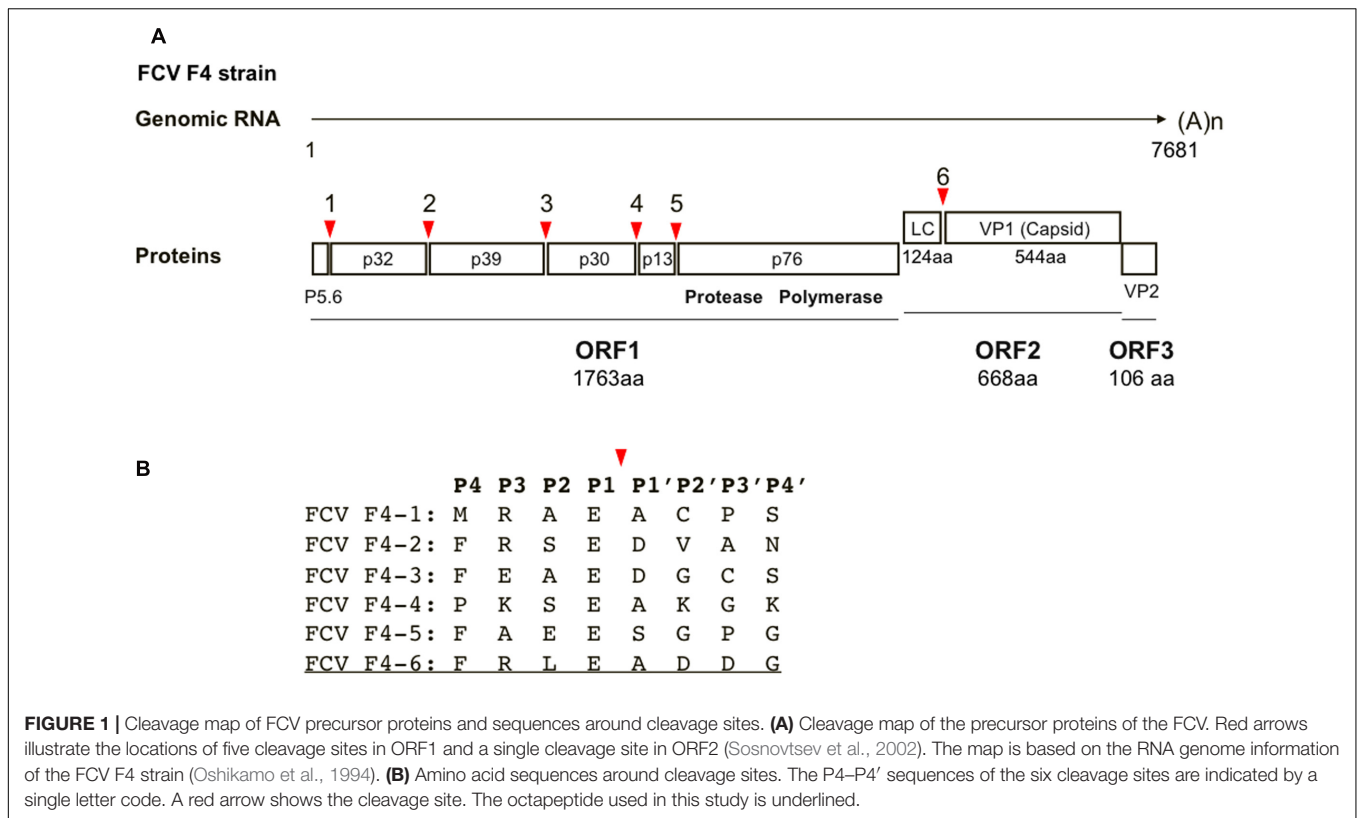 A
FCV F4 strain
Genomic RNA
(A)n
1
7681
1 2 3 4 5 6
Proteins
p32 p39 p30 p13 p76 LC VP1 (Capsid)
124aa 544aa
P5.6 Protease Polymerase VP2
ORF1 ORF2 ORF3
1763aa 668aa 106 aa
B
P4 P3 P2 P1 P1′ P2′ P3′ P4′
FCV F4-1: M R A E A C P S
FCV F4-2: F R S E D V A N
FCV F4-3: F E A E D G C S
FCV F4-4: P K S E A K G K
FCV F4-5: F A E E S G P G
FCV F4-6: F R L E A D D G
FIGURE 1 | Cleavage map of FCV precursor proteins and sequences around cleavage sites. (A) Cleavage map of the precursor proteins of the FCV. Red arrows
illustrate the locations of five cleavage sites in ORF1 and a single cleavage site in ORF2 (Sosnovtsev et al., 2002). The map is based on the RNA genome information
of the FCV F4 strain (Oshikamo et al., 1994). (B) Amino acid sequences around cleavage sites. The P4–P4′ sequences of the six cleavage sites are indicated by a
single letter code. A red arrow shows the cleavage site. The octapeptide used in this study is underlined.